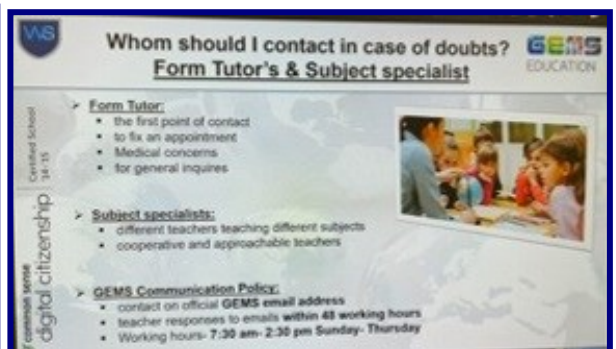 WS
Whom should I contact in case of doubts?
GEMS
EDUCATION
Form Tutor's & Subject specialist
Form Tutor:
the first point of contact
to fix an appointment
Medical concerns
for general inquires
Subject specialists:
different teachers teaching different subjects
cooperative and approachable teachers
GEMS Communication Policy:
contact on official GEMS email address
teacher responses to emails within 48 working hours
Working hours- 7:30 am- 2:30 pm Sunday- Thursday
common sense
digital citizenship
Certified School
14-15